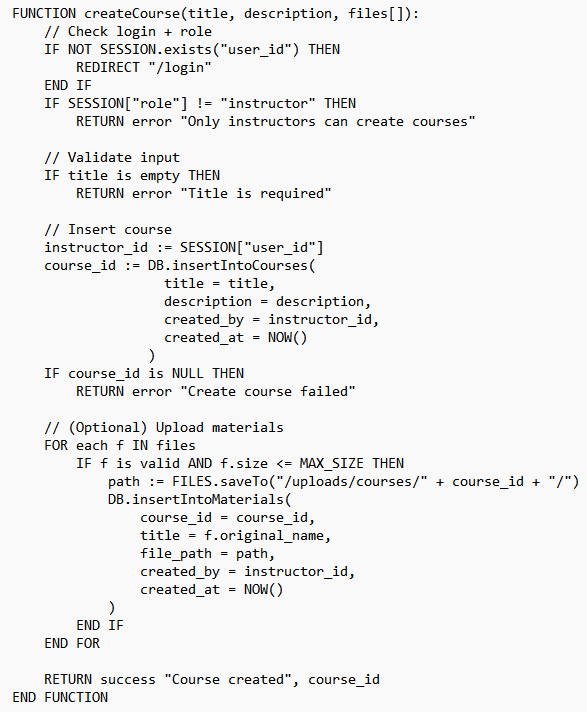 FUNCTION createCourse(title, description, files[]):
    // Check login + role
    IF NOT SESSION.exists("user_id") THEN
        REDIRECT "/login"
    END IF
    IF SESSION["role"] != "instructor" THEN
        RETURN error "Only instructors can create courses"

    // Validate input
    IF title is empty THEN
        RETURN error "Title is required"

    // Insert course
    instructor_id := SESSION["user_id"]
    course_id := DB.insertIntoCourses(
                   title = title,
                   description = description,
                   created_by = instructor_id,
                   created_at = NOW()
                 )
    IF course_id is NULL THEN
        RETURN error "Create course failed"

    // (Optional) Upload materials
    FOR each f IN files
        IF f is valid AND f.size <= MAX_SIZE THEN
            path := FILES.saveTo("/uploads/courses/" + course_id + "/")
            DB.insertIntoMaterials(
                course_id = course_id,
                title = f.original_name,
                file_path = path,
                created_by = instructor_id,
                created_at = NOW()
            )
        END IF
    END FOR

    RETURN success "Course created", course_id
END FUNCTION